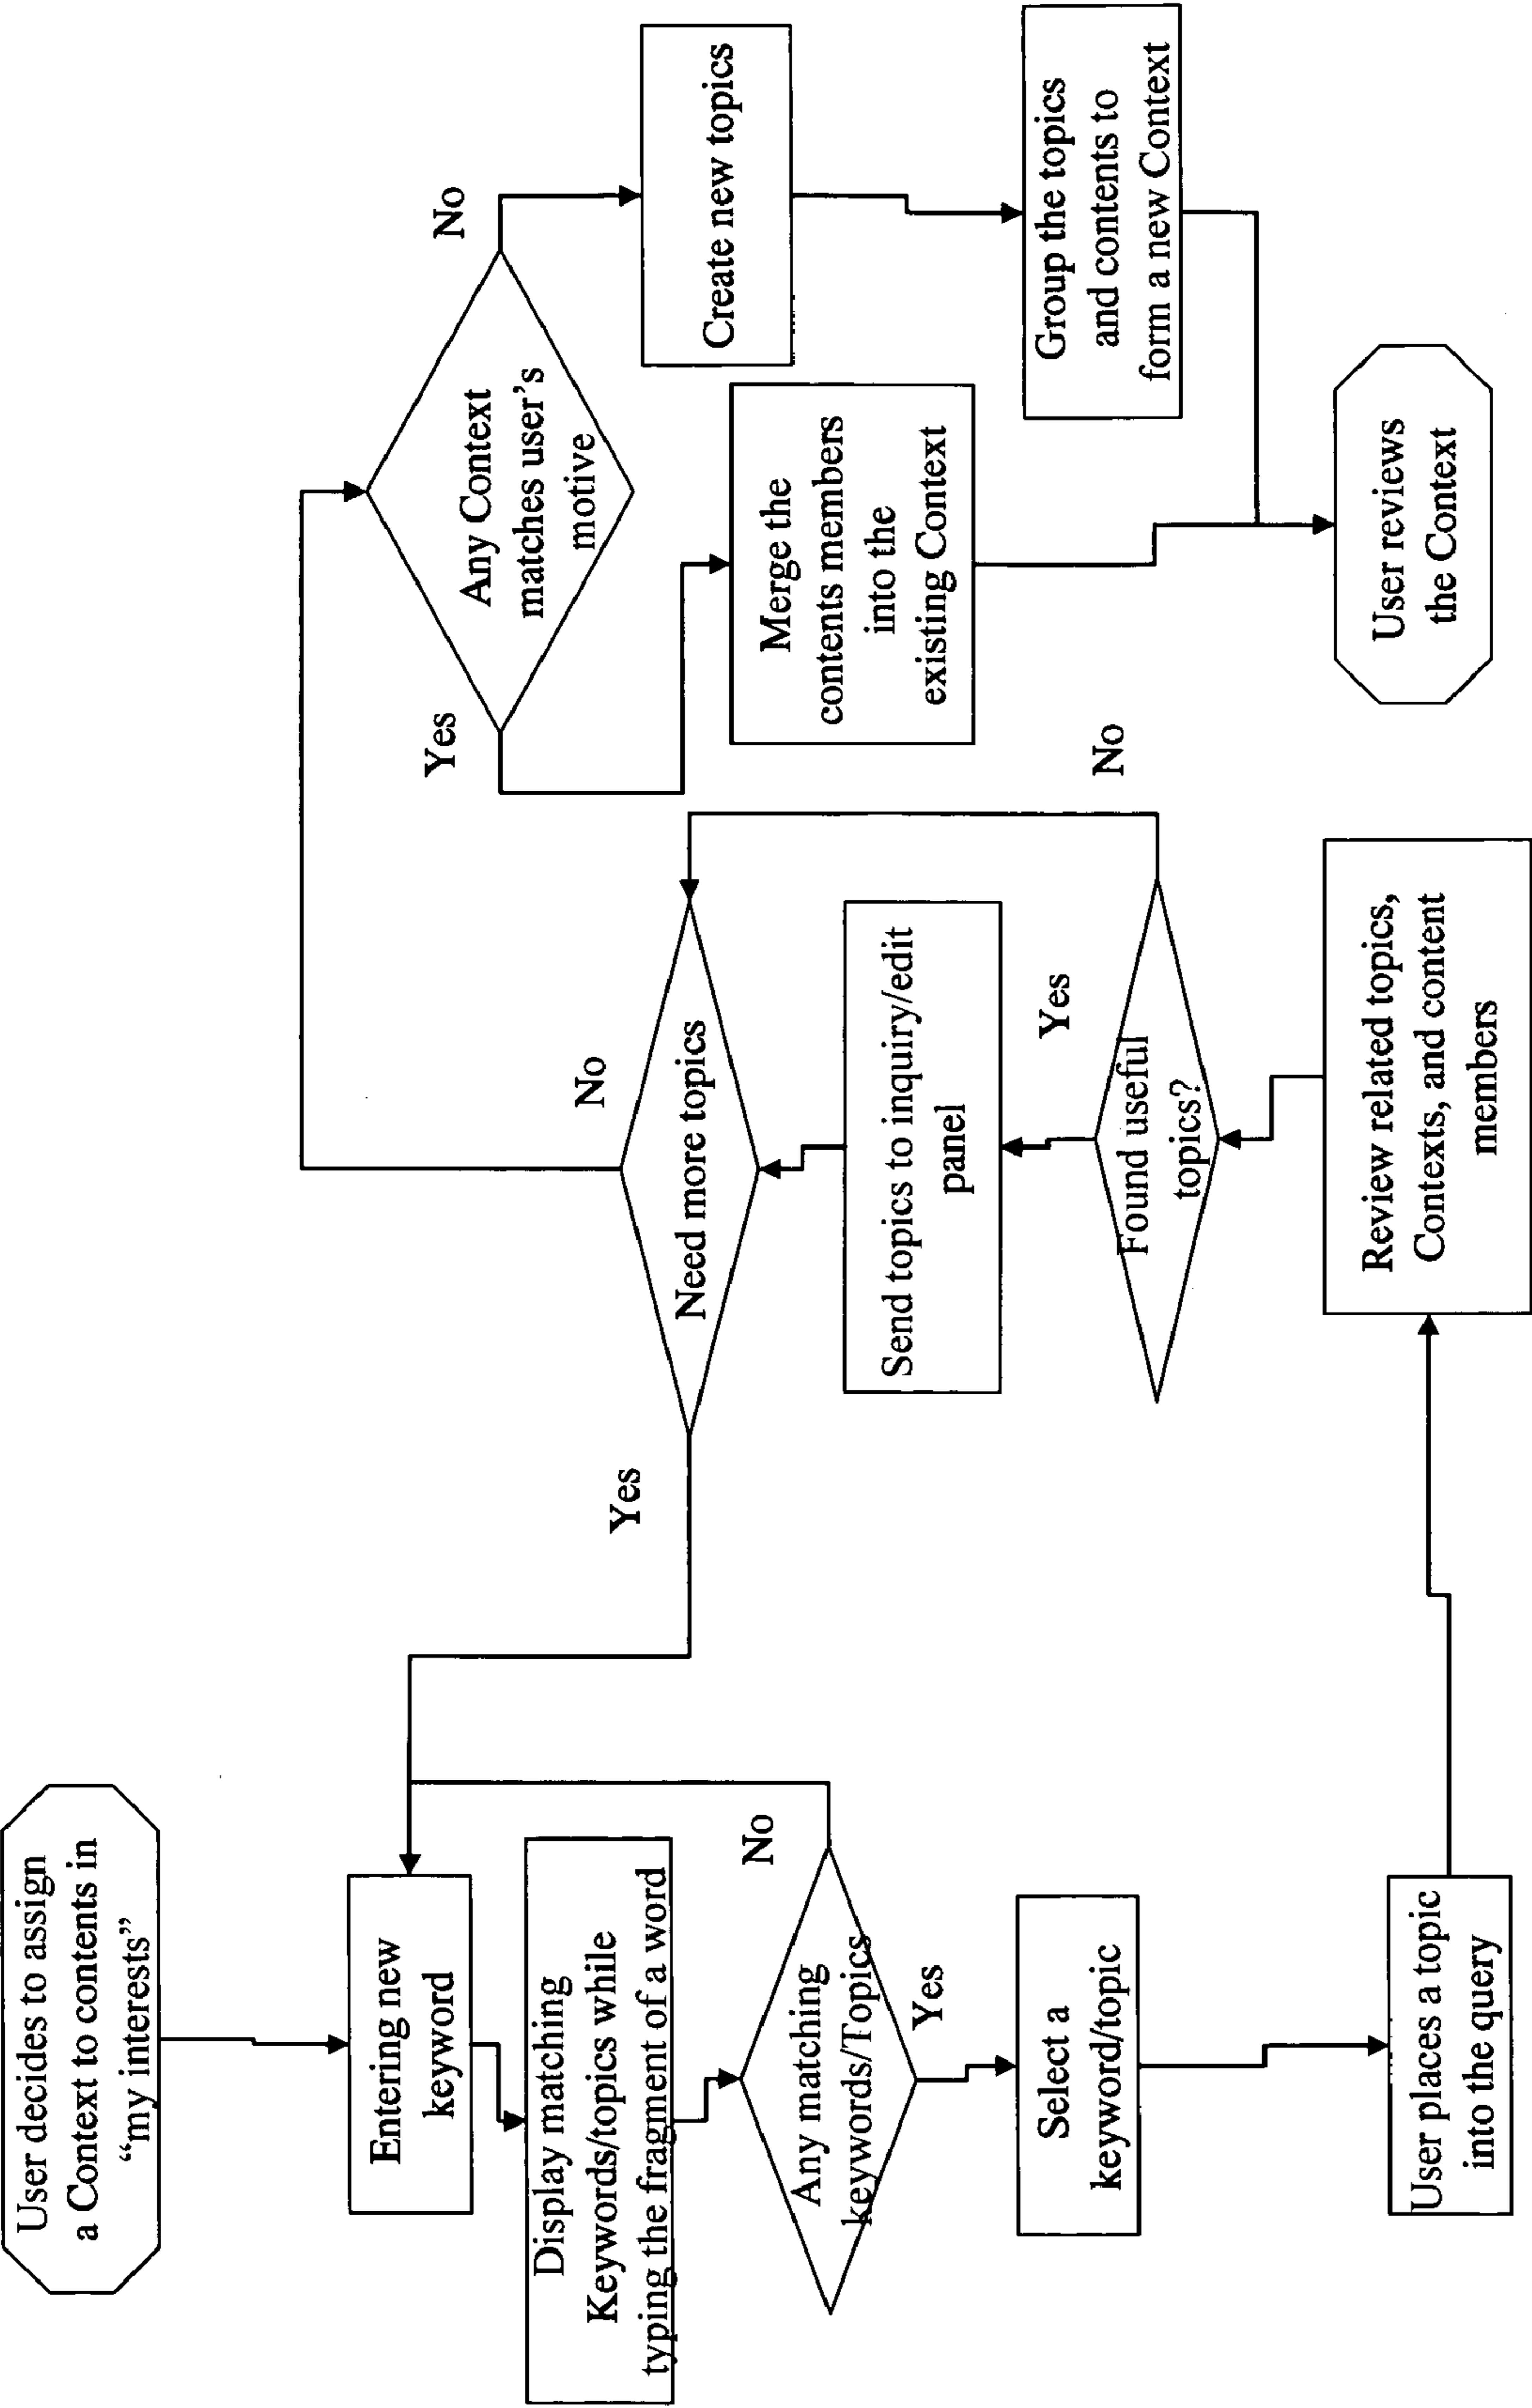 User decides to assign
a Context to contents in
“my interests”
Entering new
keyword
Display matching
Keywords/topics while
typing the fragment of a word
Any matching
keywords/Topics
No
Yes
Select a
keyword/topic
User places a topic
into the query
Review related topics,
Contexts, and content
members
Found useful
topics?
Yes
No
Send topics to inquiry/edit
panel
Need more topics
Yes
No
Any Context
matches user's
motive
Yes
No
Merge the
contents members
into the
existing Context
Create new topics
Group the topics
and contents to
form a new Context
User reviews
the Context